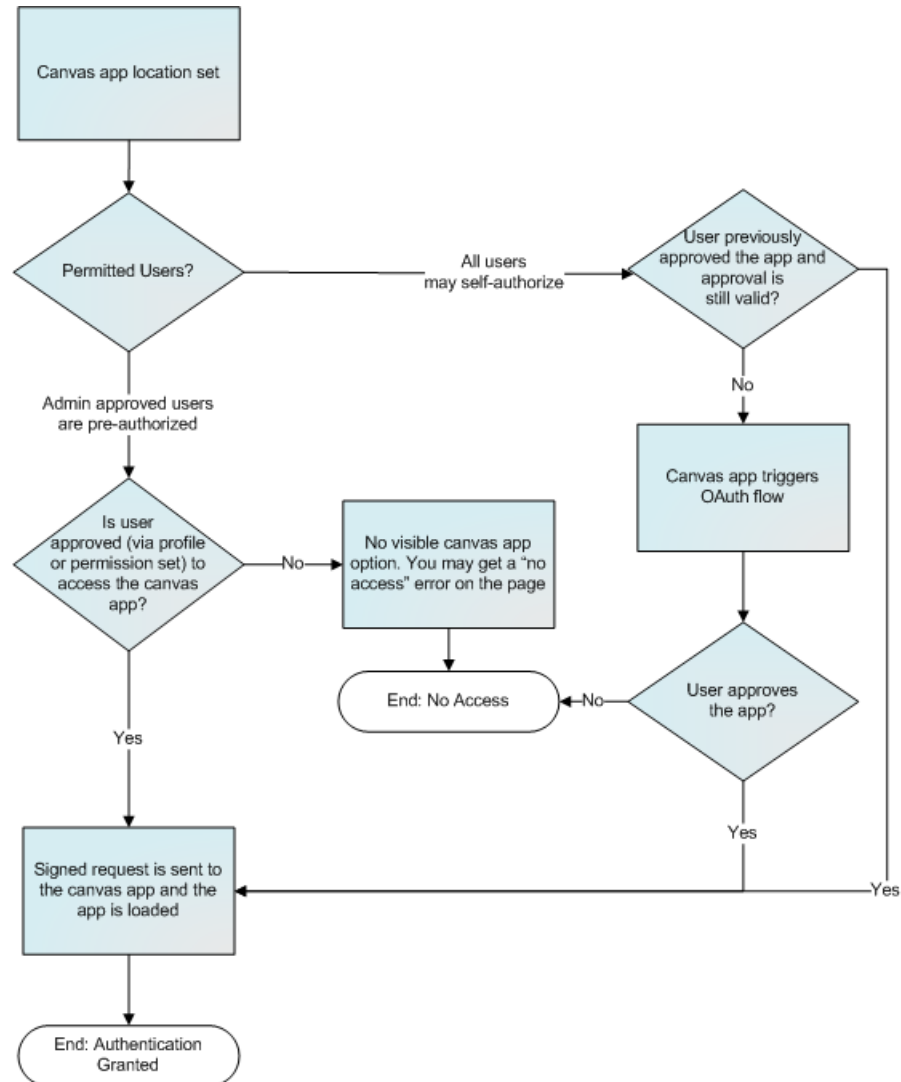 Canvas app location set
Permitted Users?
All users
may self-authorize
User previously
approved the app and
approval is
still valid?
No
Admin approved users
are pre-authorized
Canvas app triggers
OAuth flow
Is user
approved (via profile
or permission set) to
access the canvas
app?
No
No visible canvas app
option. You may get a “no
access” error on the page
End: No Access
No
User approves
the app?
Yes
Yes
Signed request is sent to
the canvas app and the
app is loaded
Yes
End: Authentication
Granted